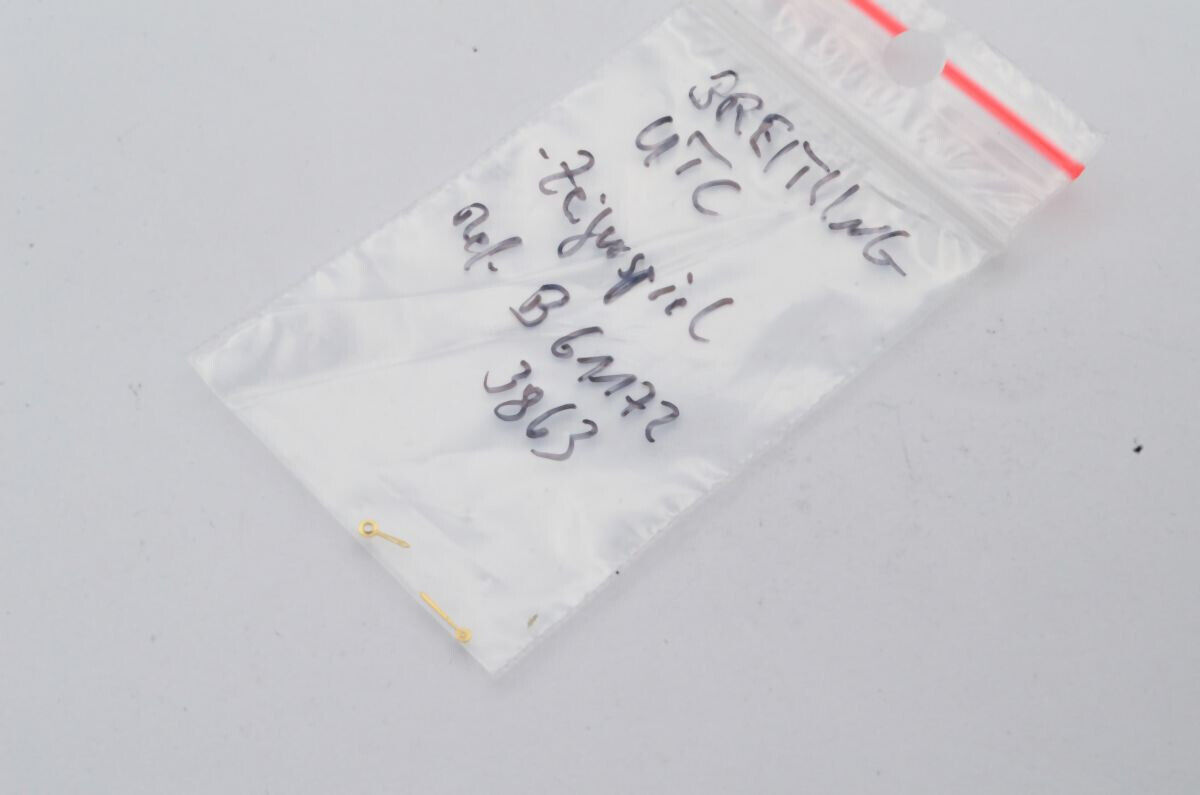 BREITLING
UTC
-Zeigerspiel
Ref.
B 61172
3863